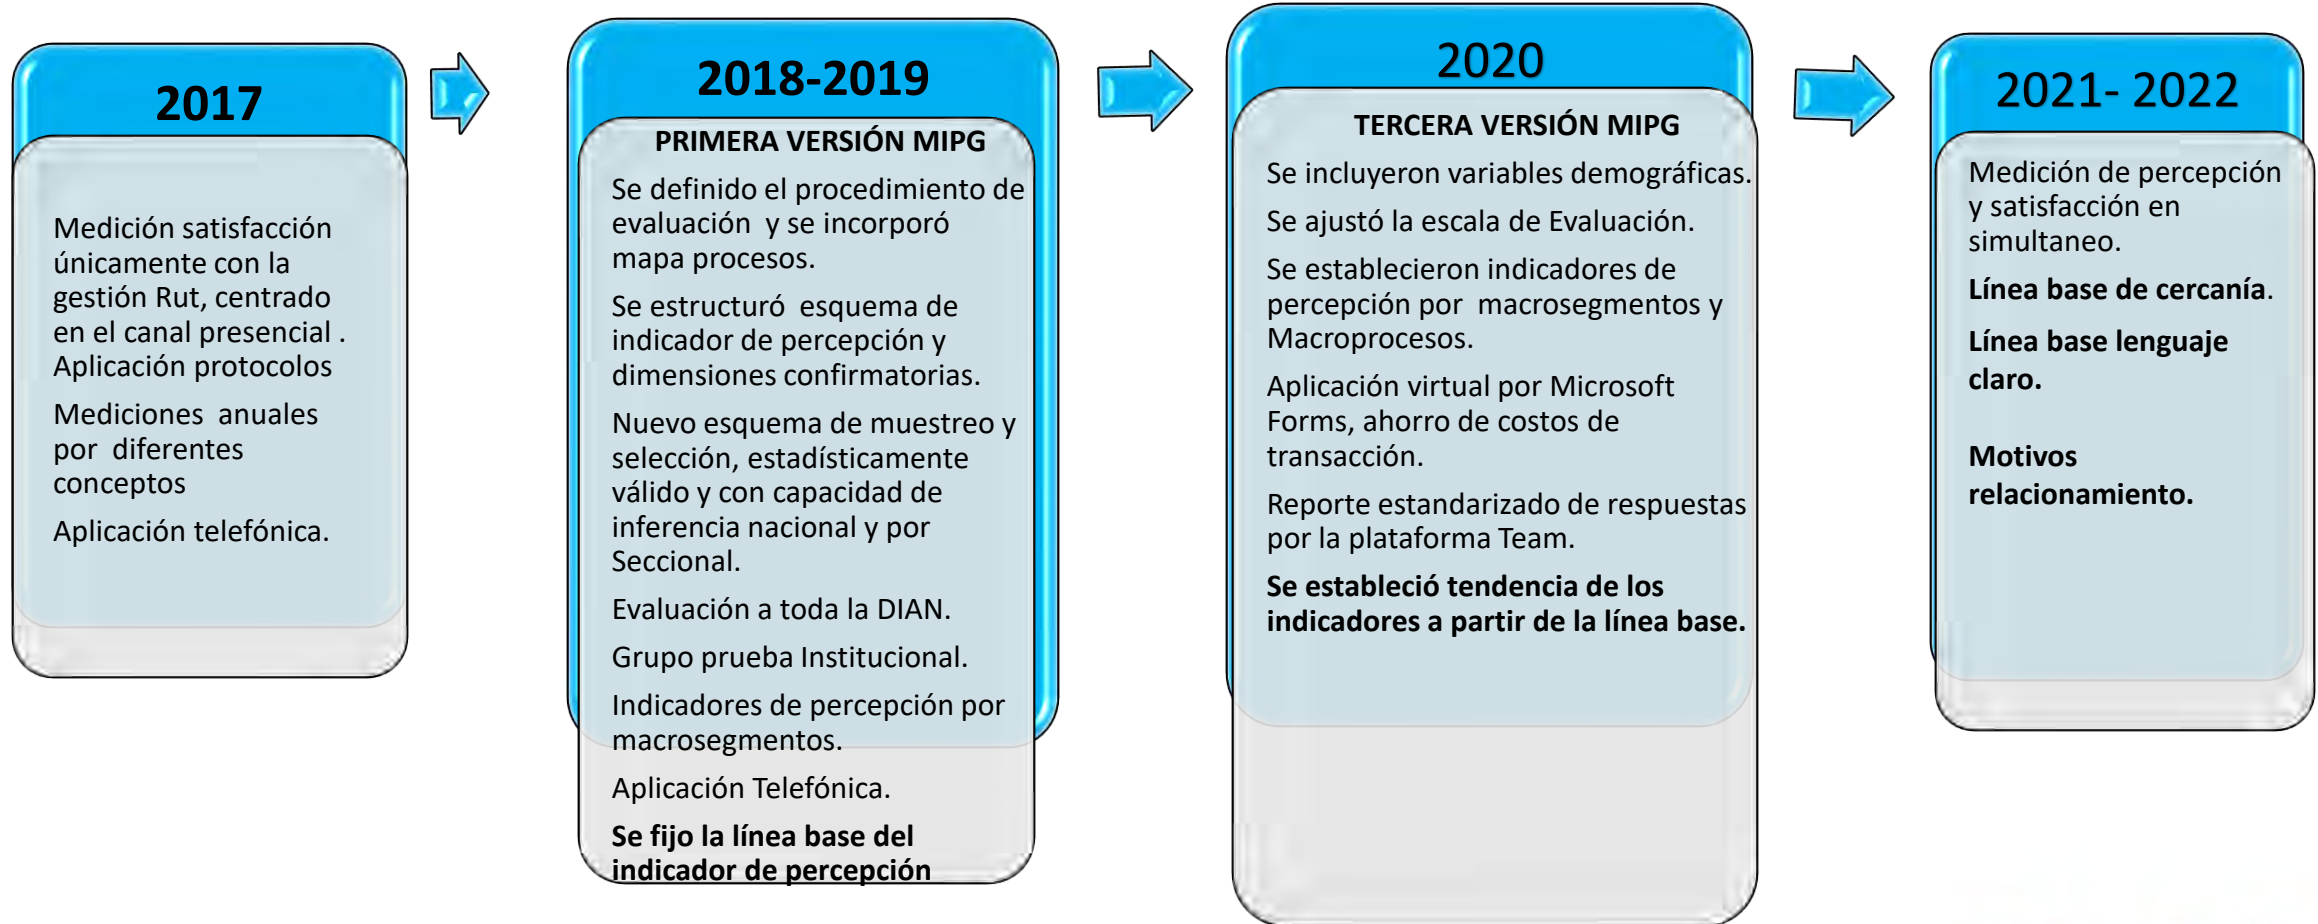 2017
Medición satisfacción
únicamente con la
gestión Rut, centrado
en el canal presencial .
Aplicación protocolos
Mediciones anuales
por diferentes
conceptos
Aplicación telefónica.
2018-2019
PRIMERA VERSIÓN MIPG
Se definido el procedimiento de
evaluación y se incorporó
mapa procesos.
Se estructuró esquema de
indicador de percepción y
dimensiones confirmatorias.
Nuevo esquema de muestreo y
selección, estadísticamente
válido y con capacidad de
inferencia nacional y por
Seccional.
Evaluación a toda la DIAN.
Grupo prueba Institucional.
Indicadores de percepción por
macrosegmentos.
Aplicación Telefónica.
Se fijo la línea base del
indicador de percepción
2020
TERCERA VERSIÓN MIPG
Se incluyeron variables demográficas.
Se ajustó la escala de Evaluación.
Se establecieron indicadores de
percepción por macrosegmentos y
Macroprocesos.
Aplicación virtual por Microsoft
Forms, ahorro de costos de
transacción.
Reporte estandarizado de respuestas
por la plataforma Team.
Se estableció tendencia de los
indicadores a partir de la línea base.
2021- 2022
Medición de percepción
y satisfacción en
simultaneo.
Línea base de cercanía.
Línea base lenguaje
claro.
Motivos
relacionamiento.